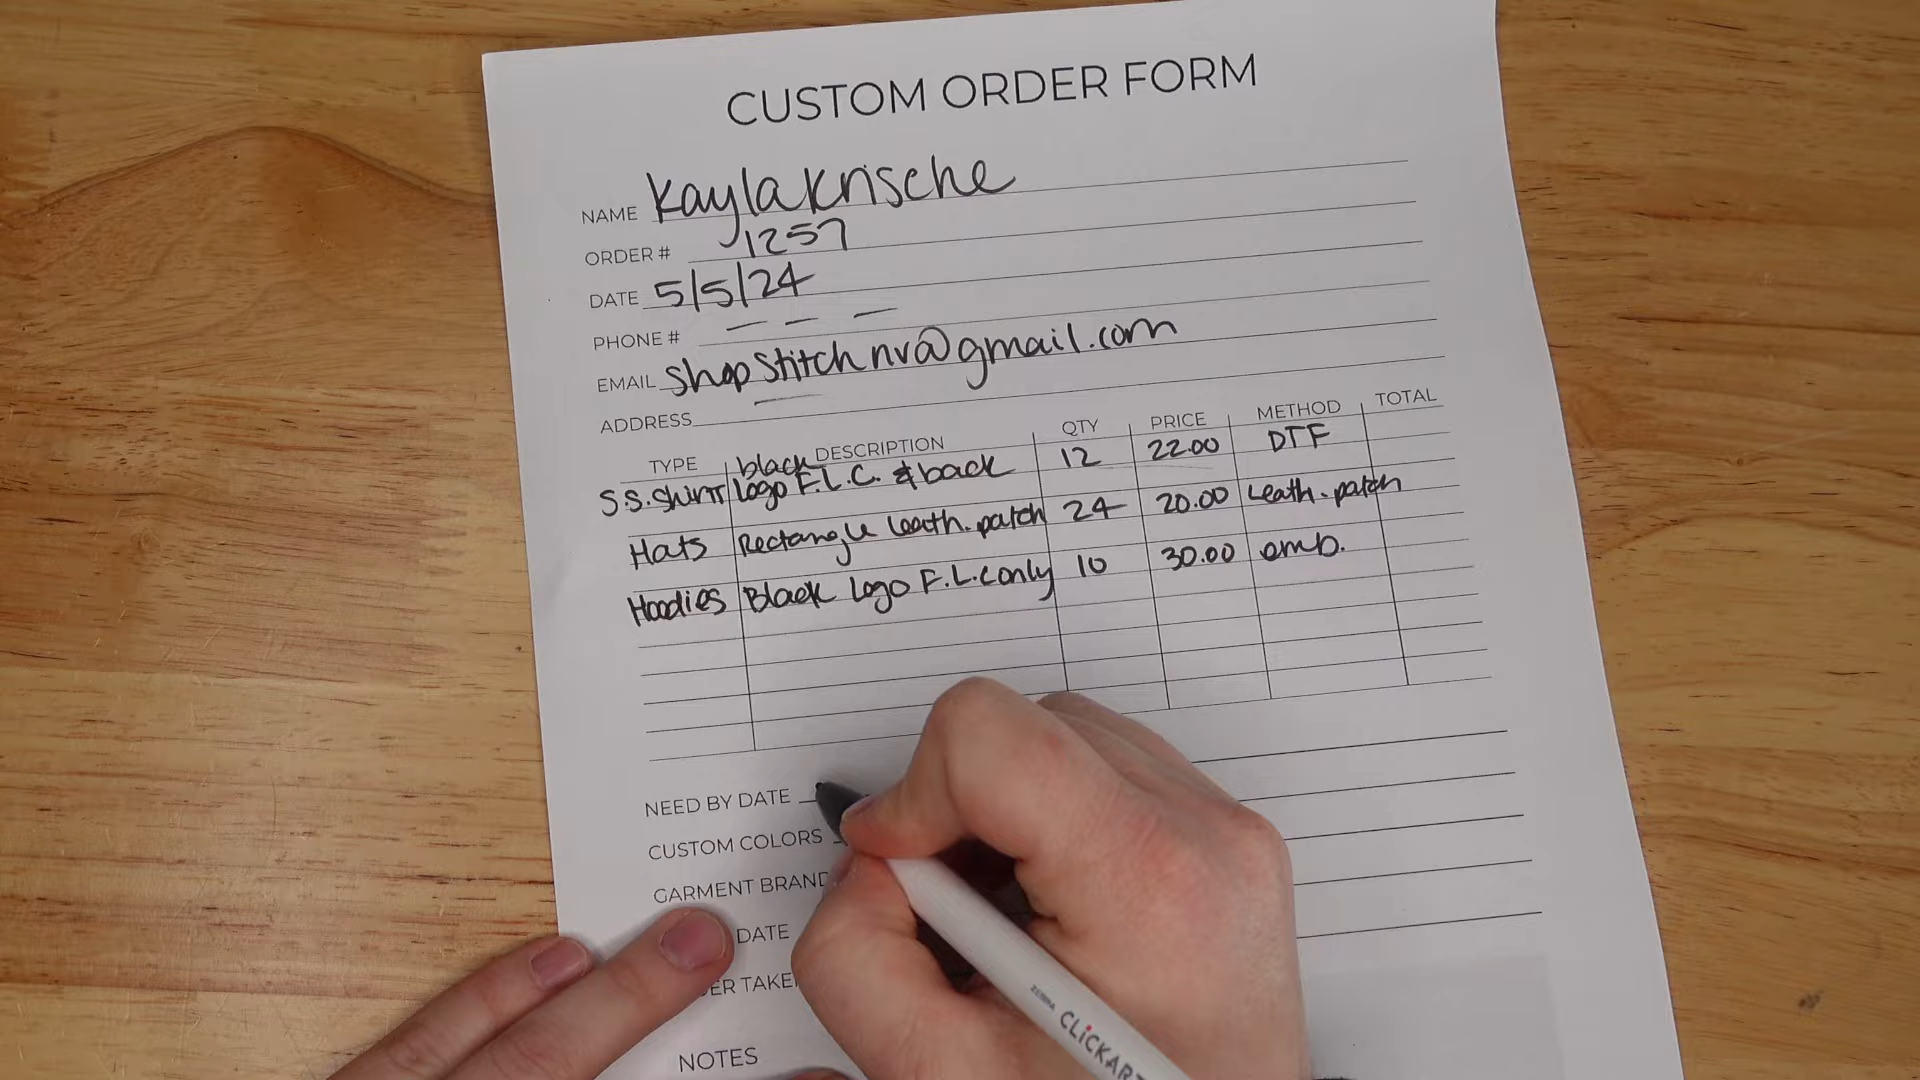 CUSTOM ORDER FORM
NAME Kayla Krische
ORDER # 1257
DATE 5/5/24
PHONE # _ _ _
EMAIL shopstitchnv@gmail.com
ADDRESS
TYPE DESCRIPTION QTY PRICE METHOD TOTAL
black
S.S. Shirt logo F.L.C. & back 12 22.00 DTF
Hats Rectangle leath. patch 24 20.00 Leath. patch
Hoodies Black logo F.L.C only 10 30.00 emb.
NEED BY DATE
CUSTOM COLORS
GARMENT BRAND
DATE
TAKE
NOTES
ZEBRA CLiCKART